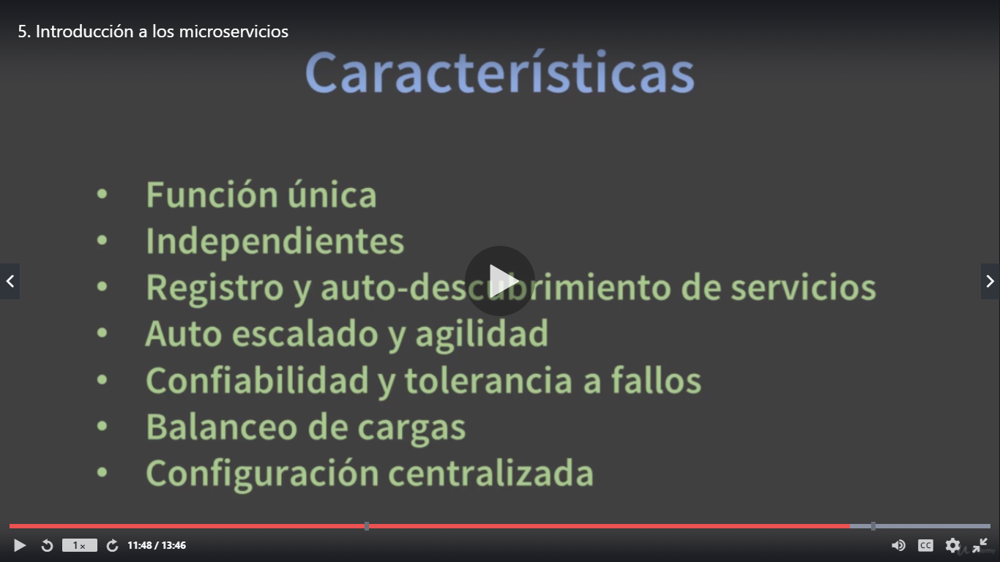 5. Introducción a los microservicios
Características
• Función única
• Independientes
• Registro y auto-descubrimiento de servicios
• Auto escalado y agilidad
• Confiabilidad y tolerancia a fallos
• Balanceo de cargas
• Configuración centralizada
1x
11:48 / 13:46
CC